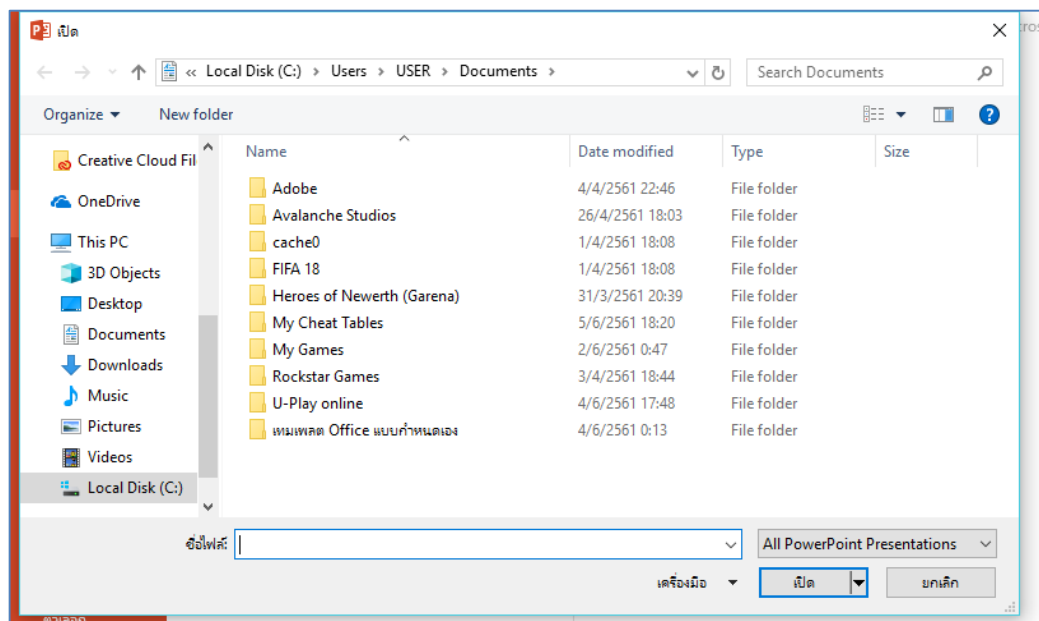 เปิด
cros
« Local Disk (C:) › Users › USER › Documents ›
Search Documents
Organize
New folder
Creative Cloud Fil
OneDrive
This PC
3D Objects
Desktop
Documents
Downloads
Music
Pictures
Videos
Local Disk (C:)
Name Date modified Type Size
Adobe 4/4/2561 22:46 File folder
Avalanche Studios 26/4/2561 18:03 File folder
cache0 1/4/2561 18:08 File folder
FIFA 18 1/4/2561 18:08 File folder
Heroes of Newerth (Garena) 31/3/2561 20:39 File folder
My Cheat Tables 5/6/2561 18:20 File folder
My Games 2/6/2561 0:47 File folder
Rockstar Games 3/4/2561 18:44 File folder
U-Play online 4/6/2561 17:48 File folder
เทมเพลต Office แบบกำหนดเอง 4/6/2561 0:13 File folder
ชื่อไฟล์:
All PowerPoint Presentations
เครื่องมือ
เปิด
ยกเลิก
ตัวเลือก